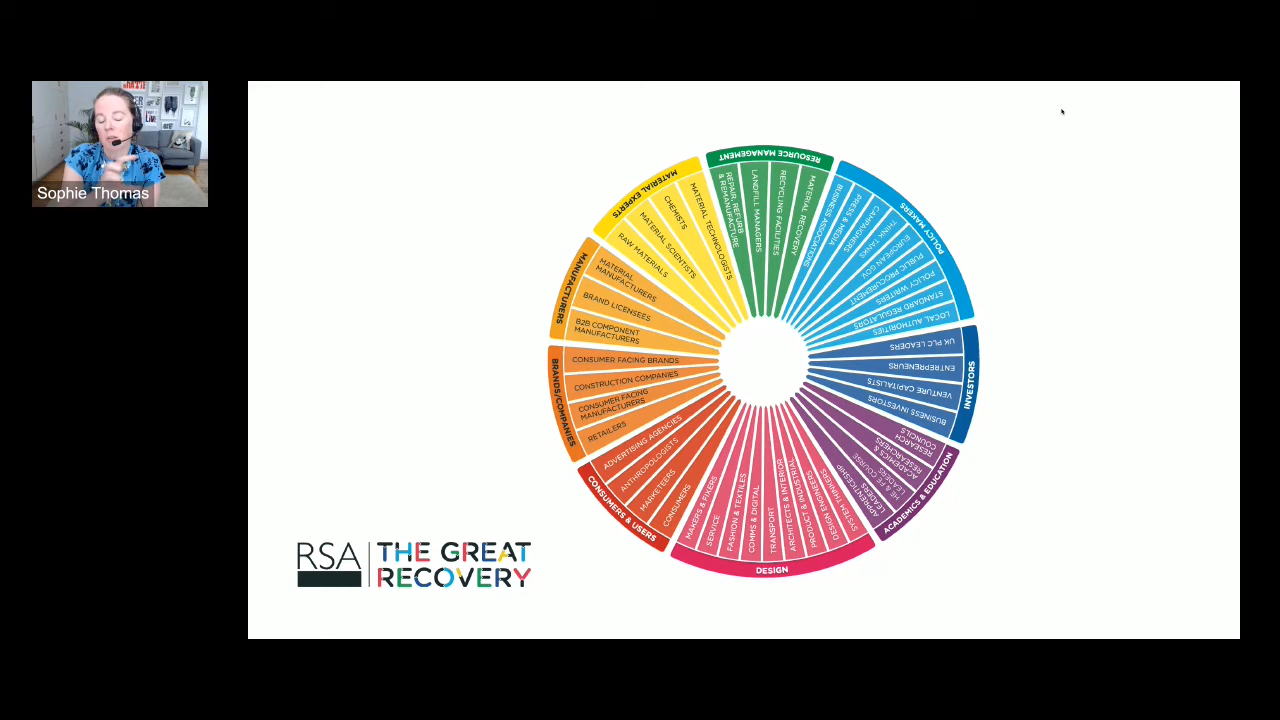 Sophie Thomas
RSA
THE GREAT
RECOVERY
RESOURCE MANAGEMENT
REPAIR, REFURB
& REMANUFACTURE
LANDFILL MANAGERS
RECYCLING FACILITIES
MATERIAL RECOVERY
POLICY MAKERS
BUSINESS ASSOCIATIONS
PRESS & MEDIA
CAMPAIGNERS
THINK TANKS
EUROPEAN GOV
PUBLIC PROCUREMENT
POLICY WRITERS
STANDARD REGULATORS
LOCAL AUTHORITIES
INVESTORS
UK PLC LEADERS
ENTREPRENEURS
VENTURE CAPITALISTS
BUSINESS INVESTORS
ACADEMICS & EDUCATION
RESEARCH
COUNCILS
ACADEMICS &
RESEARCHERS
HE & FE COURSE
LEADERS
APPRENTICESHIP
LEADERS
DESIGN
SYSTEM THINKERS
DESIGN ENGINEERS
PRODUCT & INDUSTRIAL
ARCHITECTS & INTERIOR
TRANSPORT
COMMS & DIGITAL
FASHION & TEXTILES
SERVICE
MAKERS & FIXERS
CONSUMERS & USERS
CONSUMERS
MARKETEERS
ANTHROPOLOGISTS
ADVERTISING AGENCIES
BRANDS/COMPANIES
RETAILERS
CONSUMER FACING
MANUFACTURERS
CONSTRUCTION COMPANIES
CONSUMER FACING BRANDS
MANUFACTURERS
B2B COMPONENT
MANUFACTURERS
BRAND LICENSEES
MATERIAL
MANUFACTURERS
MATERIAL EXPERTS
RAW MATERIALS
MATERIAL SCIENTISTS
CHEMISTS
MATERIAL TECHNOLOGISTS